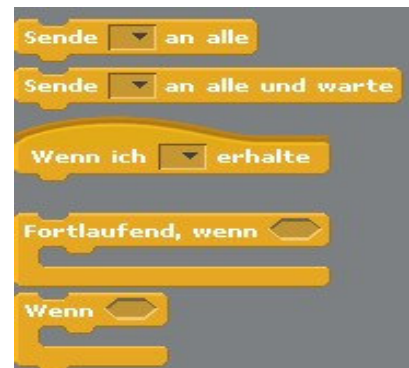 Sende an alle
Sende an alle und warte
Wenn ich erhalte
Fortlaufend, wenn
Wenn